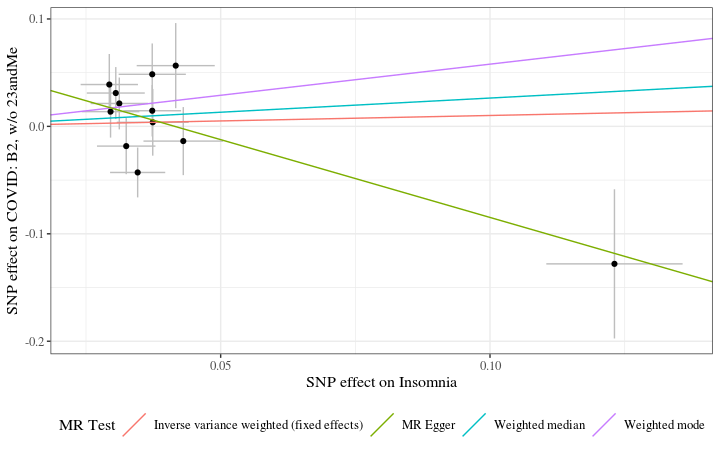 SNP effect on COVID: B2, w/o 23andMe
0.1
0.0
-0.1
-0.2
0.05
0.10
SNP effect on Insomnia
MR Test
Inverse variance weighted (fixed effects)
MR Egger
Weighted median
Weighted mode